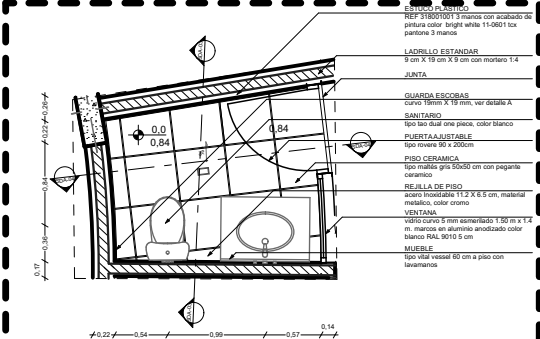 ESTUCO PLASTICO
REF 318001001 3 manos con acabado de
pintura color bright white 11-0601 tcx
pantone 3 manos
LADRILLO ESTANDAR
9 cm X 19 cm X 9 cm con mortero 1:4
JUNTA
GUARDA ESCOBAS
curvo 19mm X 19 mm, ver detalle A
SANITARIO
tipo tao dual one piece, color blanco
PUERTA AJUSTABLE
tipo rovere 90 x 200cm
PISO CERAMICA
tipo maltés gris 50x50 cm con pegante
ceramico
REJILLA DE PISO
acero Inoxidable 11.2 X 6.5 cm, material
metalico, color cromo
VENTANA
vidrio curvo 5 mm esmerilado 1.50 m x 1.4
m. marcos en aluminio anodizado color
blanco RAL 9010 5 cm
MUEBLE
tipo vital vessel 60 cm a piso con
lavamanos
0,0
0,84
0,84
F
0,26
0,22
0,84
0,36
0,17
0,22
0,54
0,99
0,57
0,14